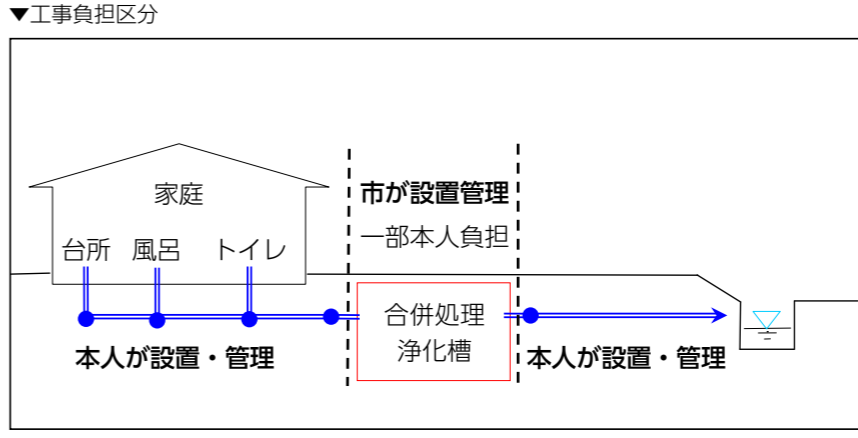 ▼工事負担区分
家庭
市が設置管理
一部本人負担
台所 風呂 トイレ
合併処理
浄化槽
本人が設置・管理
本人が設置・管理